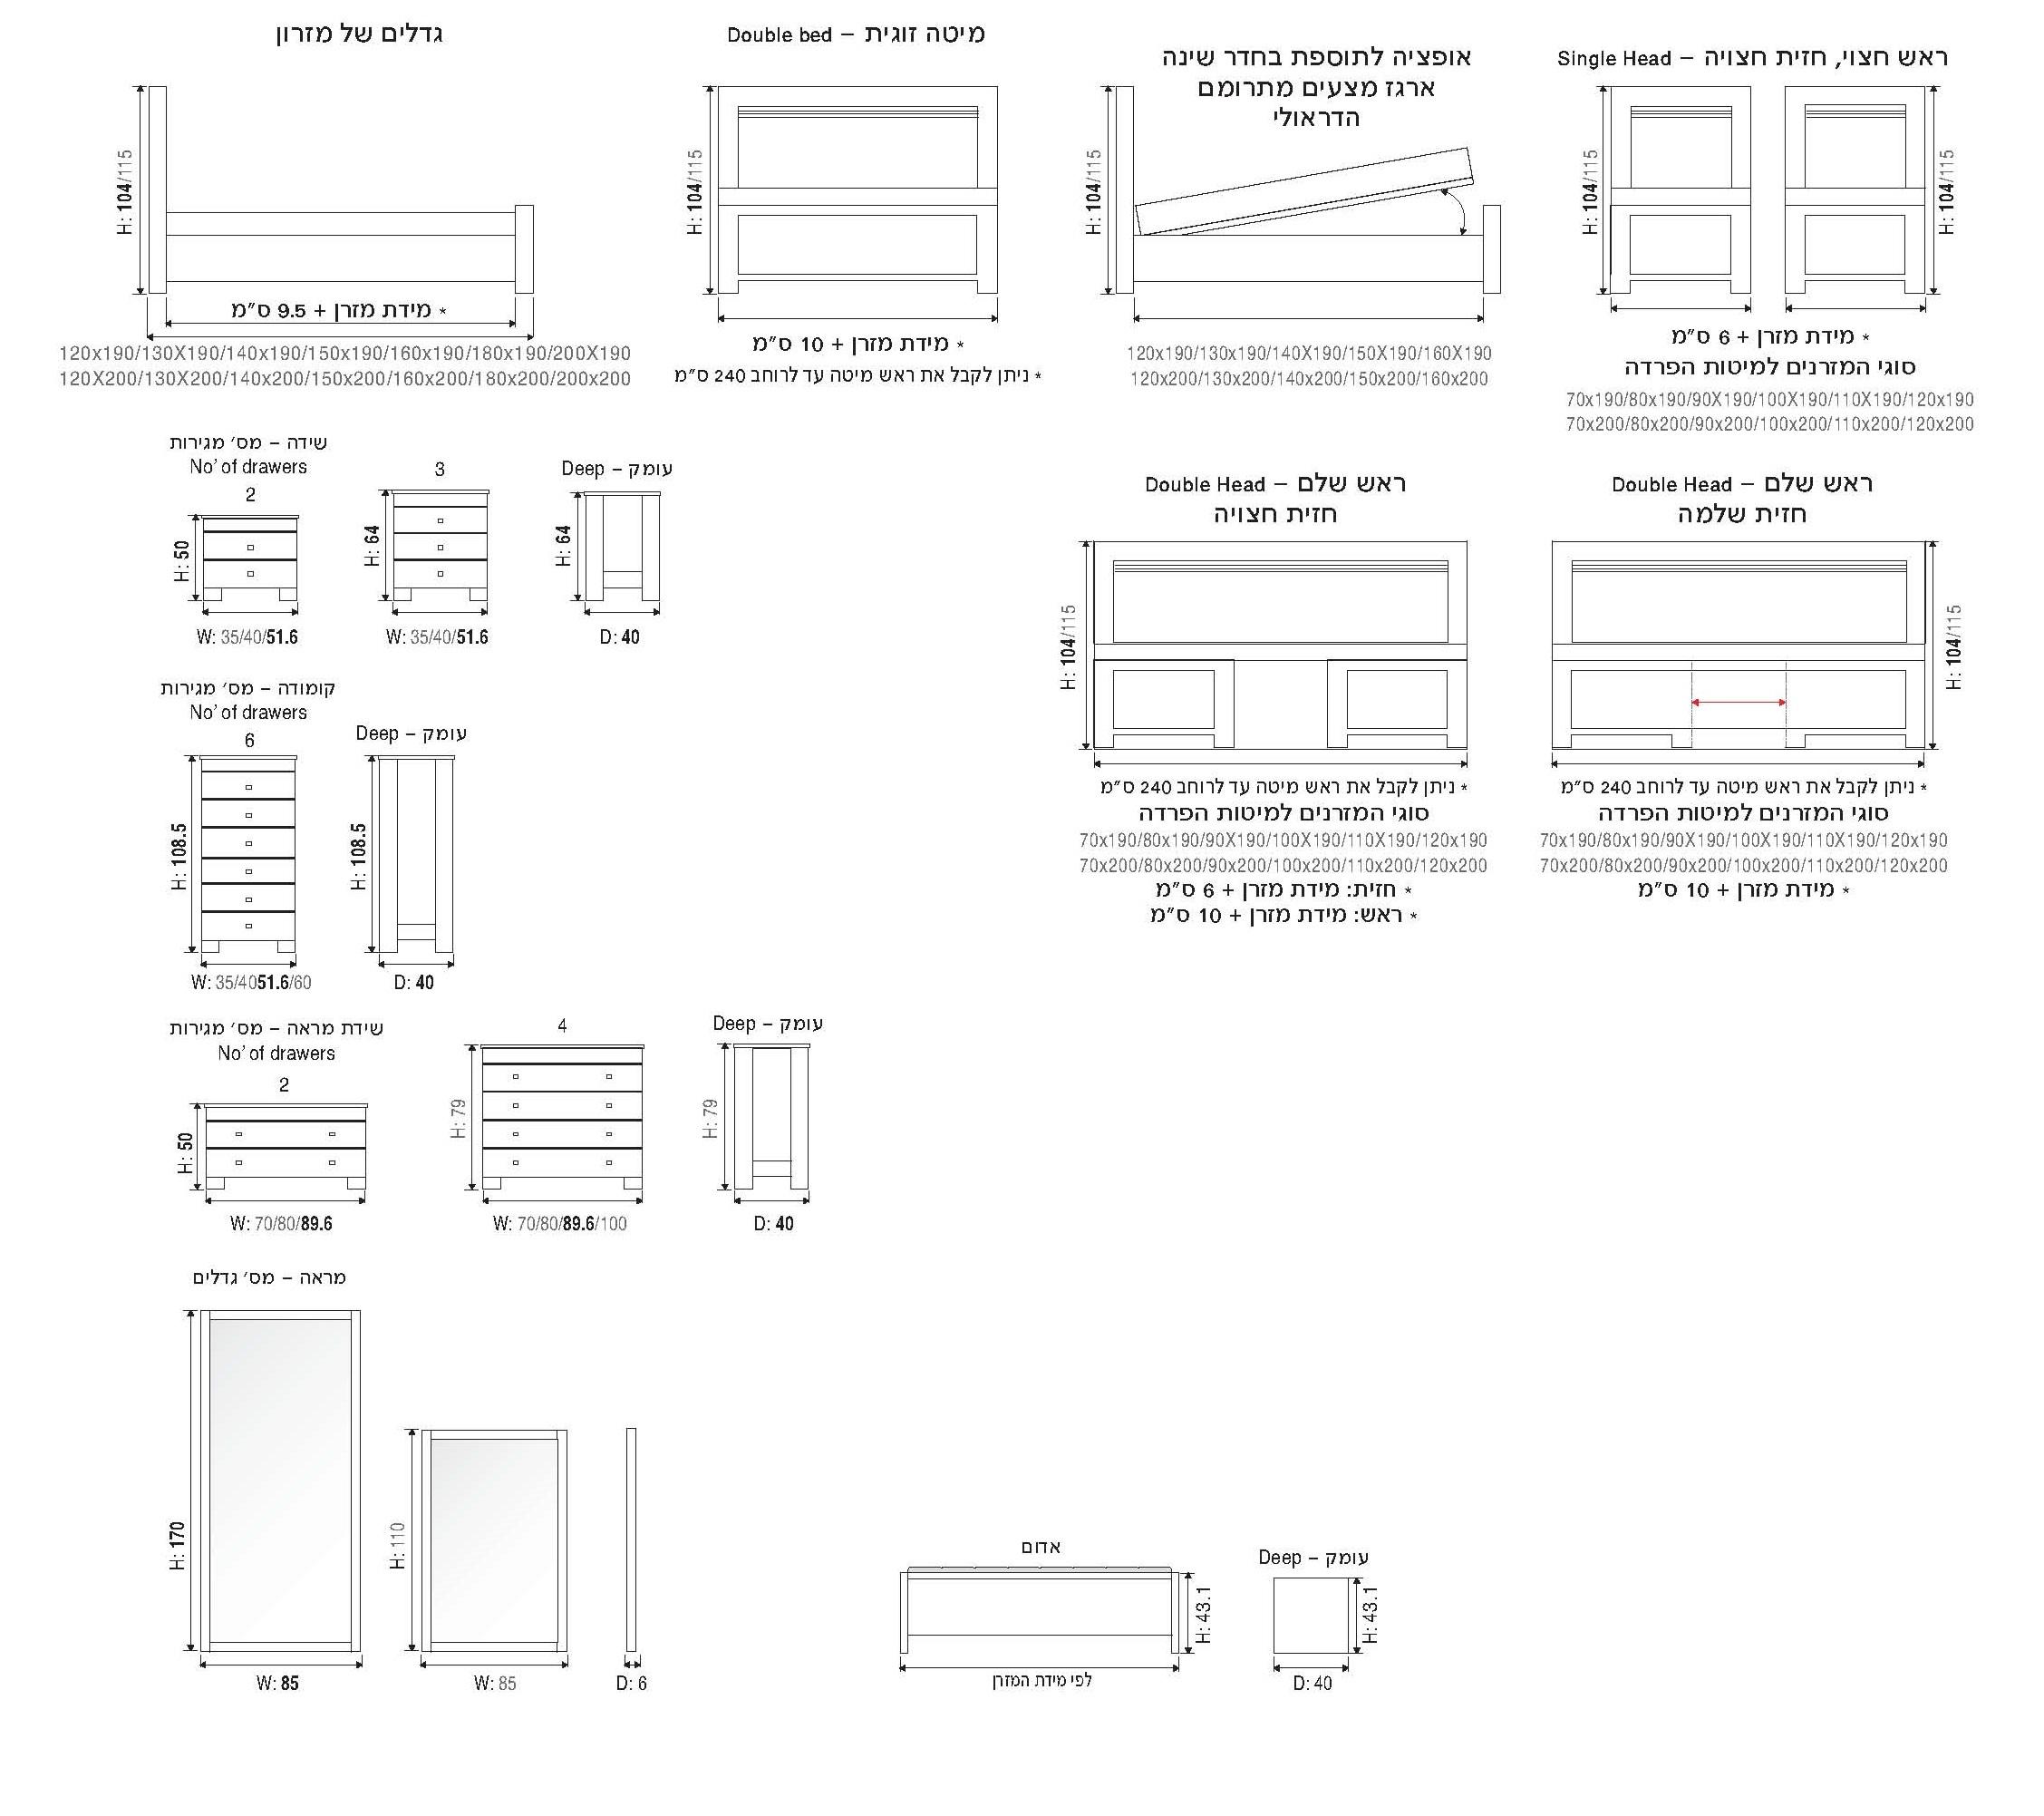 גדלים של מזרון
H: 104/115
* מידת מזרן + 9.5 ס"מ
120x190/130X190/140x190/150x190/160x190/180x190/200X190
120X200/130X200/140x200/150x200/160x200/180x200/200x200
מיטה זוגית – Double bed
H: 104/115
* מידת מזרן + 10 ס"מ
* ניתן לקבל את ראש מיטה עד לרוחב 240 ס"מ
אופציה לתוספת בחדר שינה
ארגז מצעים מתרומם
הדראולי
H: 104/115
120x190/130x190/140X190/150X190/160X190
120x200/130x200/140x200/150x200/160x200
ראש חצוי, חזית חצויה – Single Head
H: 104/115
H: 104/115
* מידת מזרן + 6 ס"מ
סוגי המזרנים למיטות הפרדה
70x190/80x190/90X190/100X190/110X190/120x190
70x200/80x200/90x200/100x200/110x200/120x200
שידה – מס' מגירות
No' of drawers
2
H: 50
W: 35/40/51.6
3
H: 64
W: 35/40/51.6
עומק – Deep
H: 64
D: 40
ראש שלם – Double Head
חזית חצויה
H: 104/115
* ניתן לקבל את ראש מיטה עד לרוחב 240 ס"מ
סוגי המזרנים למיטות הפרדה
70x190/80x190/90X190/100X190/110X190/120x190
70x200/80x200/90x200/100x200/110x200/120x200
* חזית: מידת מזרן + 6 ס"מ
* ראש: מידת מזרן + 10 ס"מ
ראש שלם – Double Head
חזית שלמה
H: 104/115
* ניתן לקבל את ראש מיטה עד לרוחב 240 ס"מ
סוגי המזרנים למיטות הפרדה
70x190/80x190/90X190/100X190/110X190/120x190
70x200/80x200/90x200/100x200/110x200/120x200
* מידת מזרן + 10 ס"מ
קומודה – מס' מגירות
No' of drawers
6
H: 108.5
W: 35/4051.6/60
עומק – Deep
H: 108.5
D: 40
שידת מראה – מס' מגירות
No' of drawers
2
H: 50
W: 70/80/89.6
4
H: 79
W: 70/80/89.6/100
עומק – Deep
H: 79
D: 40
מראה – מס' גדלים
H: 170
W: 85
H: 110
W: 85
D: 6
אדום
H: 43.1
לפי מידת המזרן
עומק – Deep
H: 43.1
D: 40